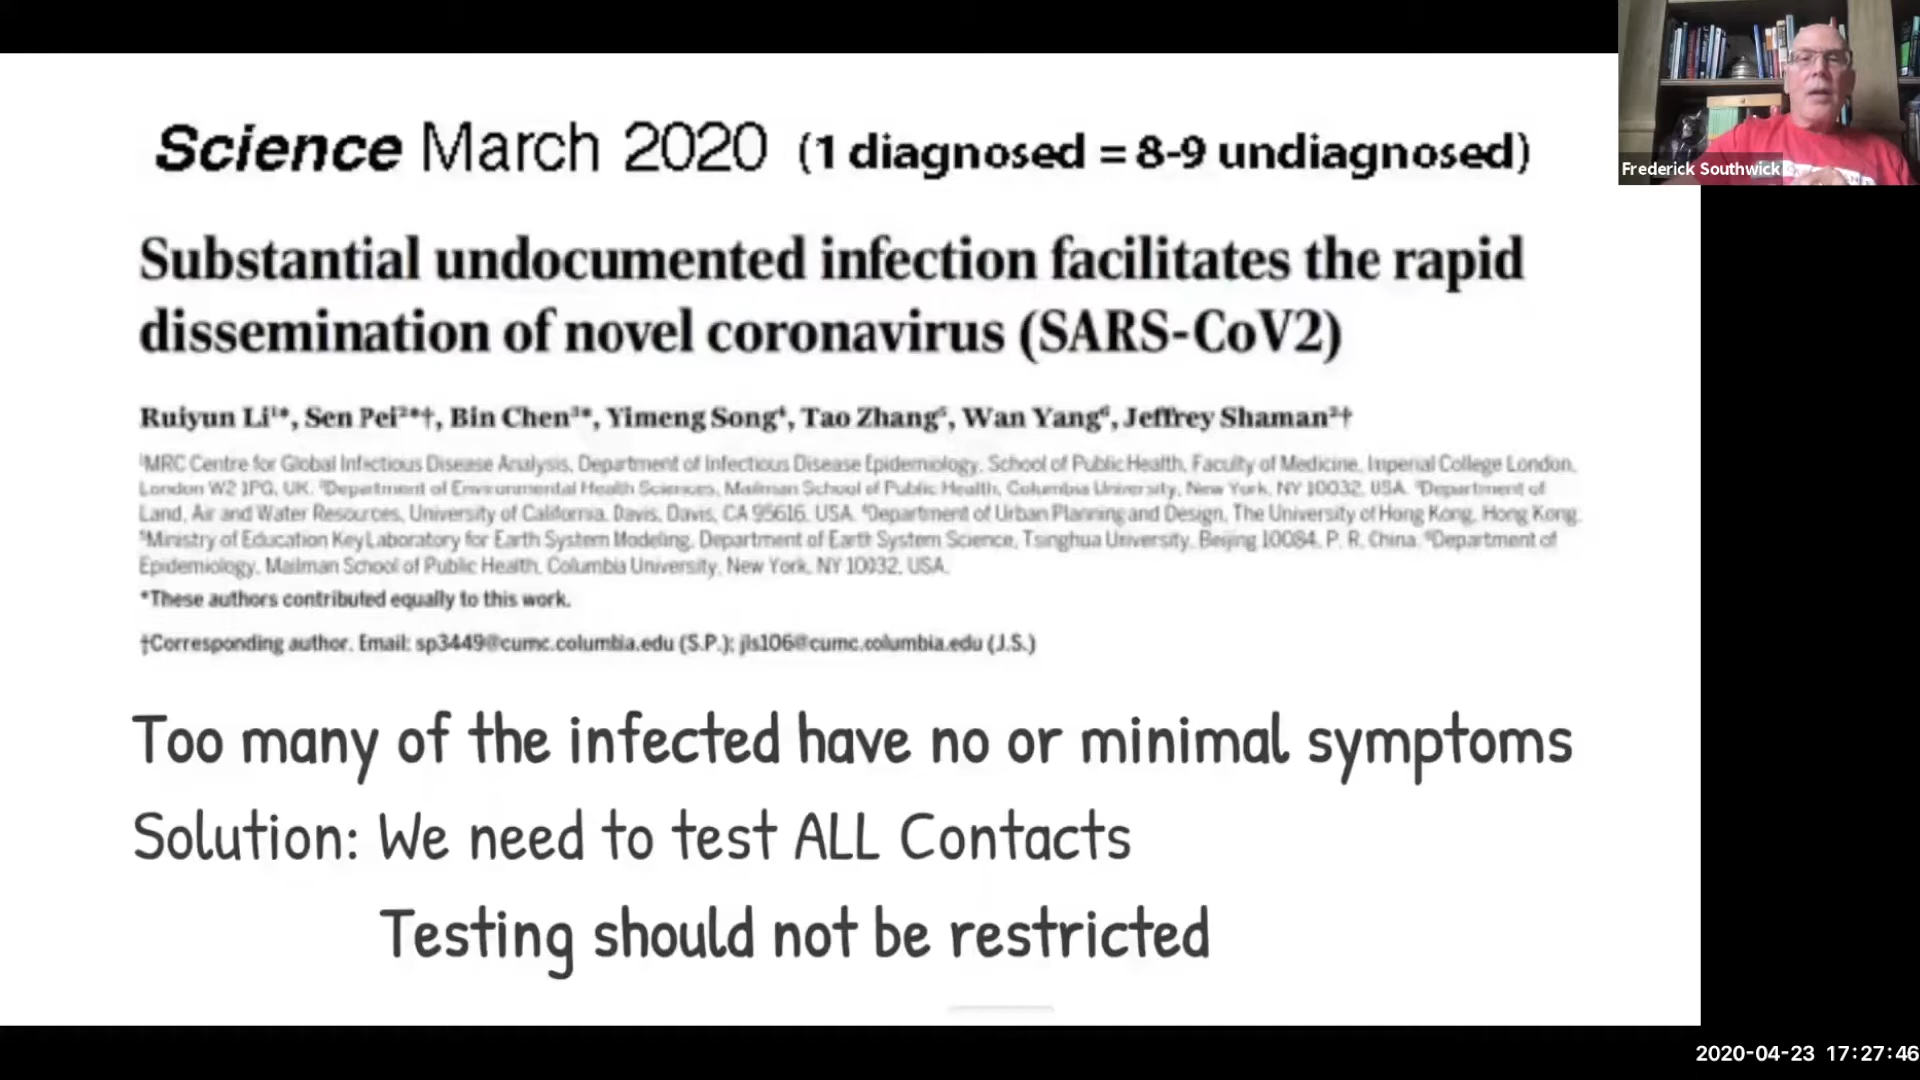 Science March 2020 (1 diagnosed = 8-9 undiagnosed)
Frederick Southwick
Substantial undocumented infection facilitates the rapid
dissemination of novel coronavirus (SARS-CoV2)
Ruiyun Li¹*, Sen Pei²*†, Bin Chen³*, Yimeng Song⁴, Tao Zhang⁵, Wan Yang⁶, Jeffrey Shaman²†
¹MRC Centre for Global Infectious Disease Analysis, Department of Infectious Disease Epidemiology, School of Public Health, Faculty of Medicine, Imperial College London,
London W2 1PG, UK. ²Department of Environmental Health Sciences, Mailman School of Public Health, Columbia University, New York, NY 10032, USA. ³Department of
Land, Air and Water Resources, University of California, Davis, Davis, CA 95616, USA. ⁴Department of Urban Planning and Design, The University of Hong Kong, Hong Kong.
⁵Ministry of Education Key Laboratory for Earth System Modeling, Department of Earth System Science, Tsinghua University, Beijing 10084, P. R. China. ⁶Department of
Epidemiology, Mailman School of Public Health, Columbia University, New York, NY 10032, USA.
*These authors contributed equally to this work.
†Corresponding author. Email: sp3449@cumc.columbia.edu (S.P.); jls106@cumc.columbia.edu (J.S.)
Too many of the infected have no or minimal symptoms
Solution: We need to test ALL Contacts
Testing should not be restricted
2020-04-23 17:27:46